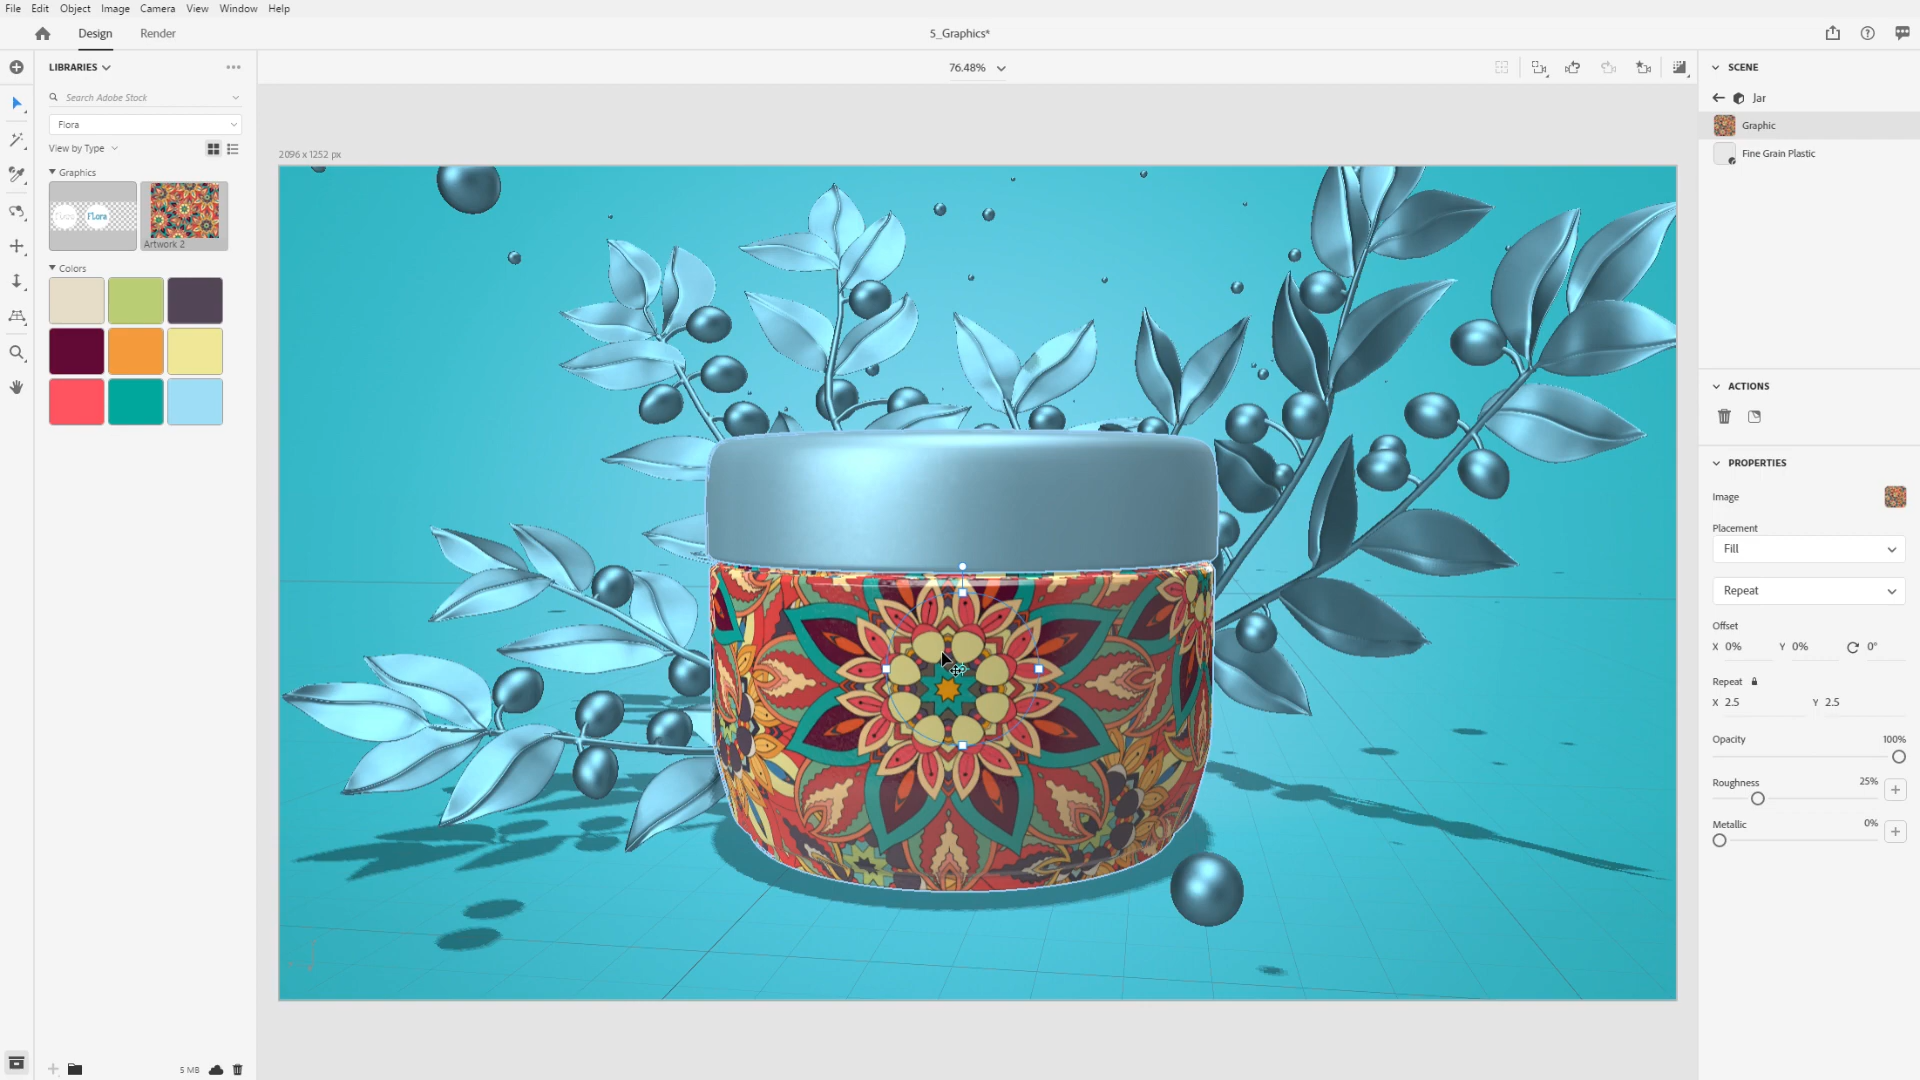 File Edit Object Image Camera View Window Help
Design Render 5_Graphics*
LIBRARIES 76.48% SCENE
Search Adobe Stock Jar
Flora Graphic
View by Type Fine Grain Plastic
2096 x 1252 px
Graphics
Flora Flora
Artwork 2
Colors
ACTIONS
PROPERTIES
Image
Placement
Fill
Repeat
Offset
X 0% Y 0% 0°
Repeat
X 2.5 Y 2.5
Opacity 100%
Roughness 25%
Metallic 0%
5 MB